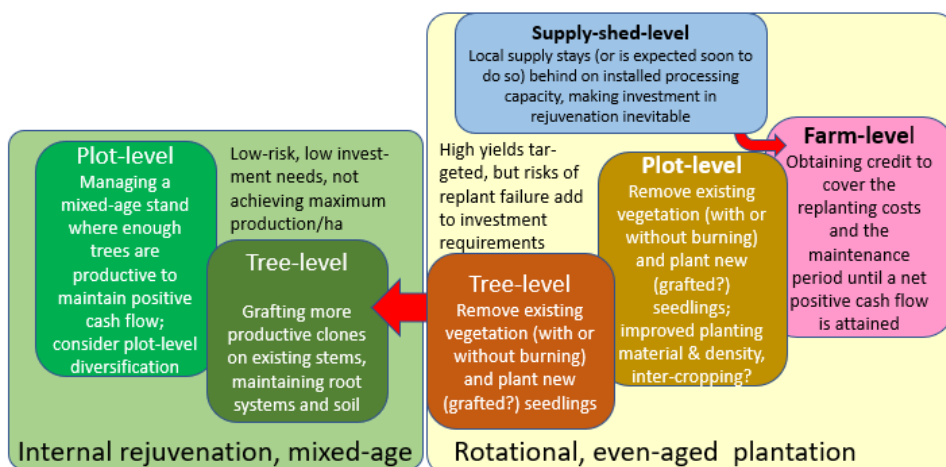 Supply-shed-level
Local supply stays (or is expected soon to
do so) behind on installed processing
capacity, making investment in
rejuvenation inevitable
Farm-level
Obtaining credit to
cover the
replanting costs
and the
maintenance
period until a net
positive cash flow
is attained
Plot-level
Managing a
mixed-age stand
where enough
trees are
productive to
maintain positive
cash flow;
consider plot-level
diversification
Low-risk, low invest-
ment needs, not
achieving maximum
production/ha
Tree-level
Grafting more
productive clones
on existing stems,
maintaining root
systems and soil
High yields tar-
geted, but risks of
replant failure add
to investment
requirements
Tree-level
Remove existing
vegetation (with or
without burning)
and plant new
(grafted?) seedlings
Plot-level
Remove existing
vegetation (with or
without burning)
and plant new
(grafted?)
seedlings;
improved planting
material & density,
inter-cropping?
Internal rejuvenation, mixed-age
Rotational, even-aged plantation